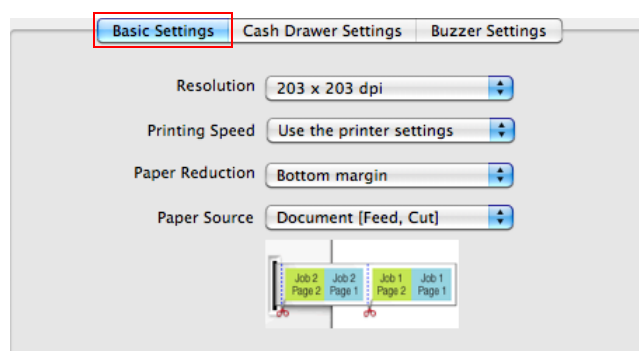 Basic Settings Cash Drawer Settings Buzzer Settings
Resolution 203 x 203 dpi
Printing Speed Use the printer settings
Paper Reduction Bottom margin
Paper Source Document [Feed, Cut]
Job 2 Job 2 Job 1 Job 1
Page 2 Page 1 Page 2 Page 1